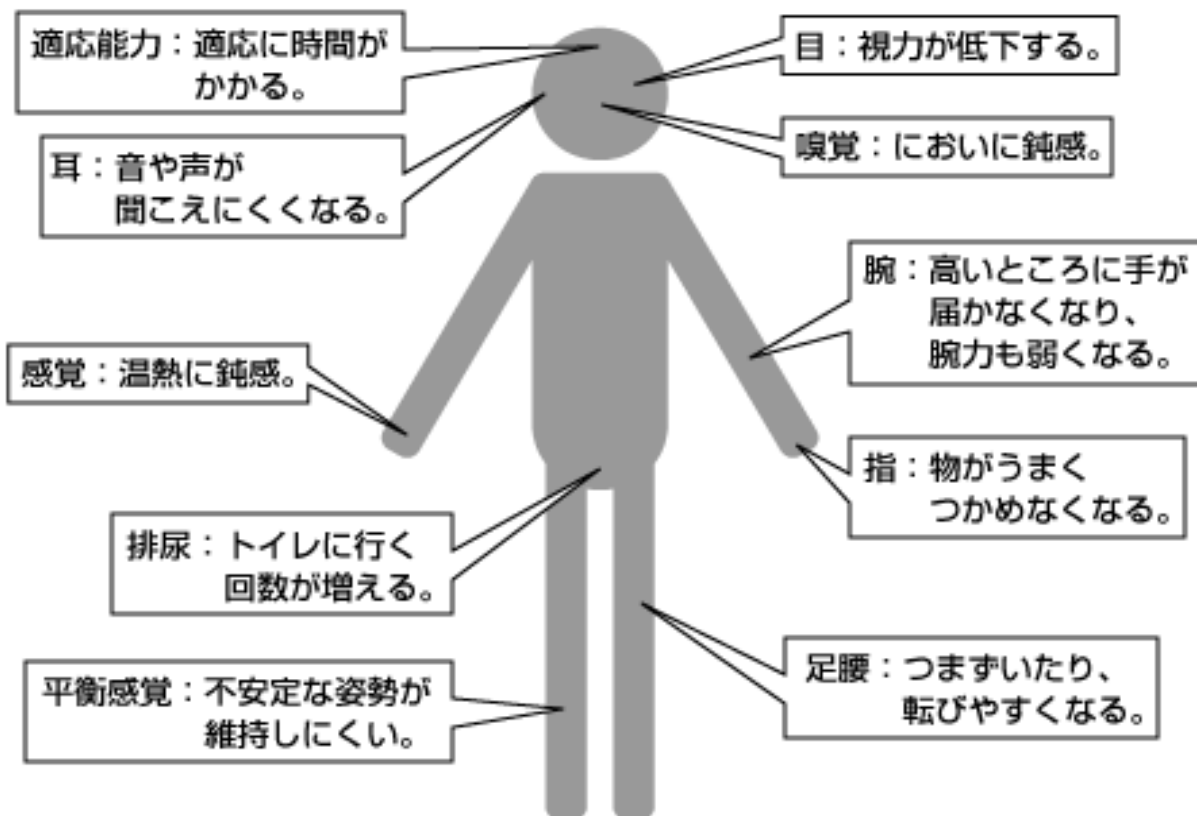 適応能力：適応に時間が
かかる。
目：視力が低下する。
耳：音や声が
聞こえにくくなる。
嗅覚：においに鈍感。
腕：高いところに手が
届かなくなり、
腕力も弱くなる。
感覚：温熱に鈍感。
指：物がうまく
つかめなくなる。
排尿：トイレに行く
回数が増える。
平衡感覚：不安定な姿勢が
維持しにくい。
足腰：つまずいたり、
転びやすくなる。